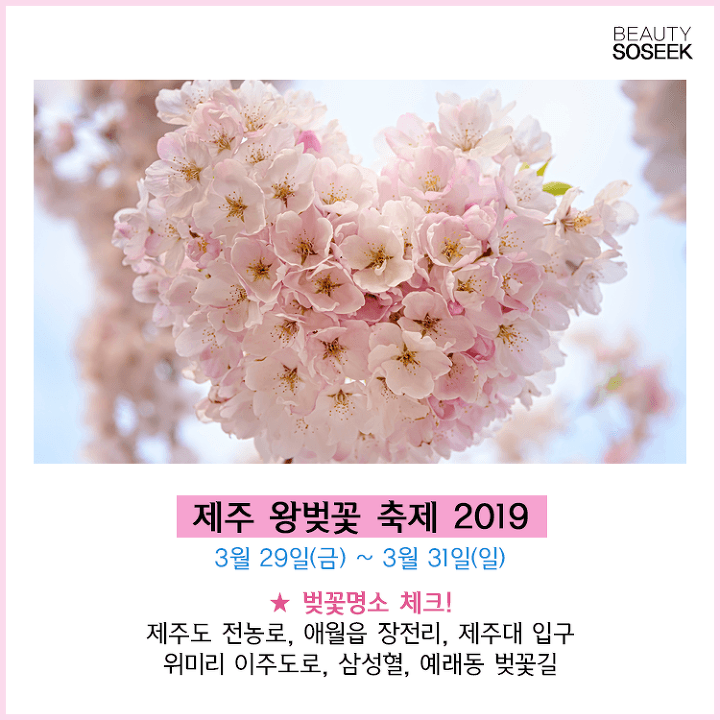 BEAUTY
SOSEEK
제주 왕벚꽃 축제 2019
3월 29일(금) ~ 3월 31일(일)
★ 벚꽃명소 체크!
제주도 전농로, 애월읍 장전리, 제주대 입구
위미리 이주도로, 삼성혈, 예래동 벚꽃길